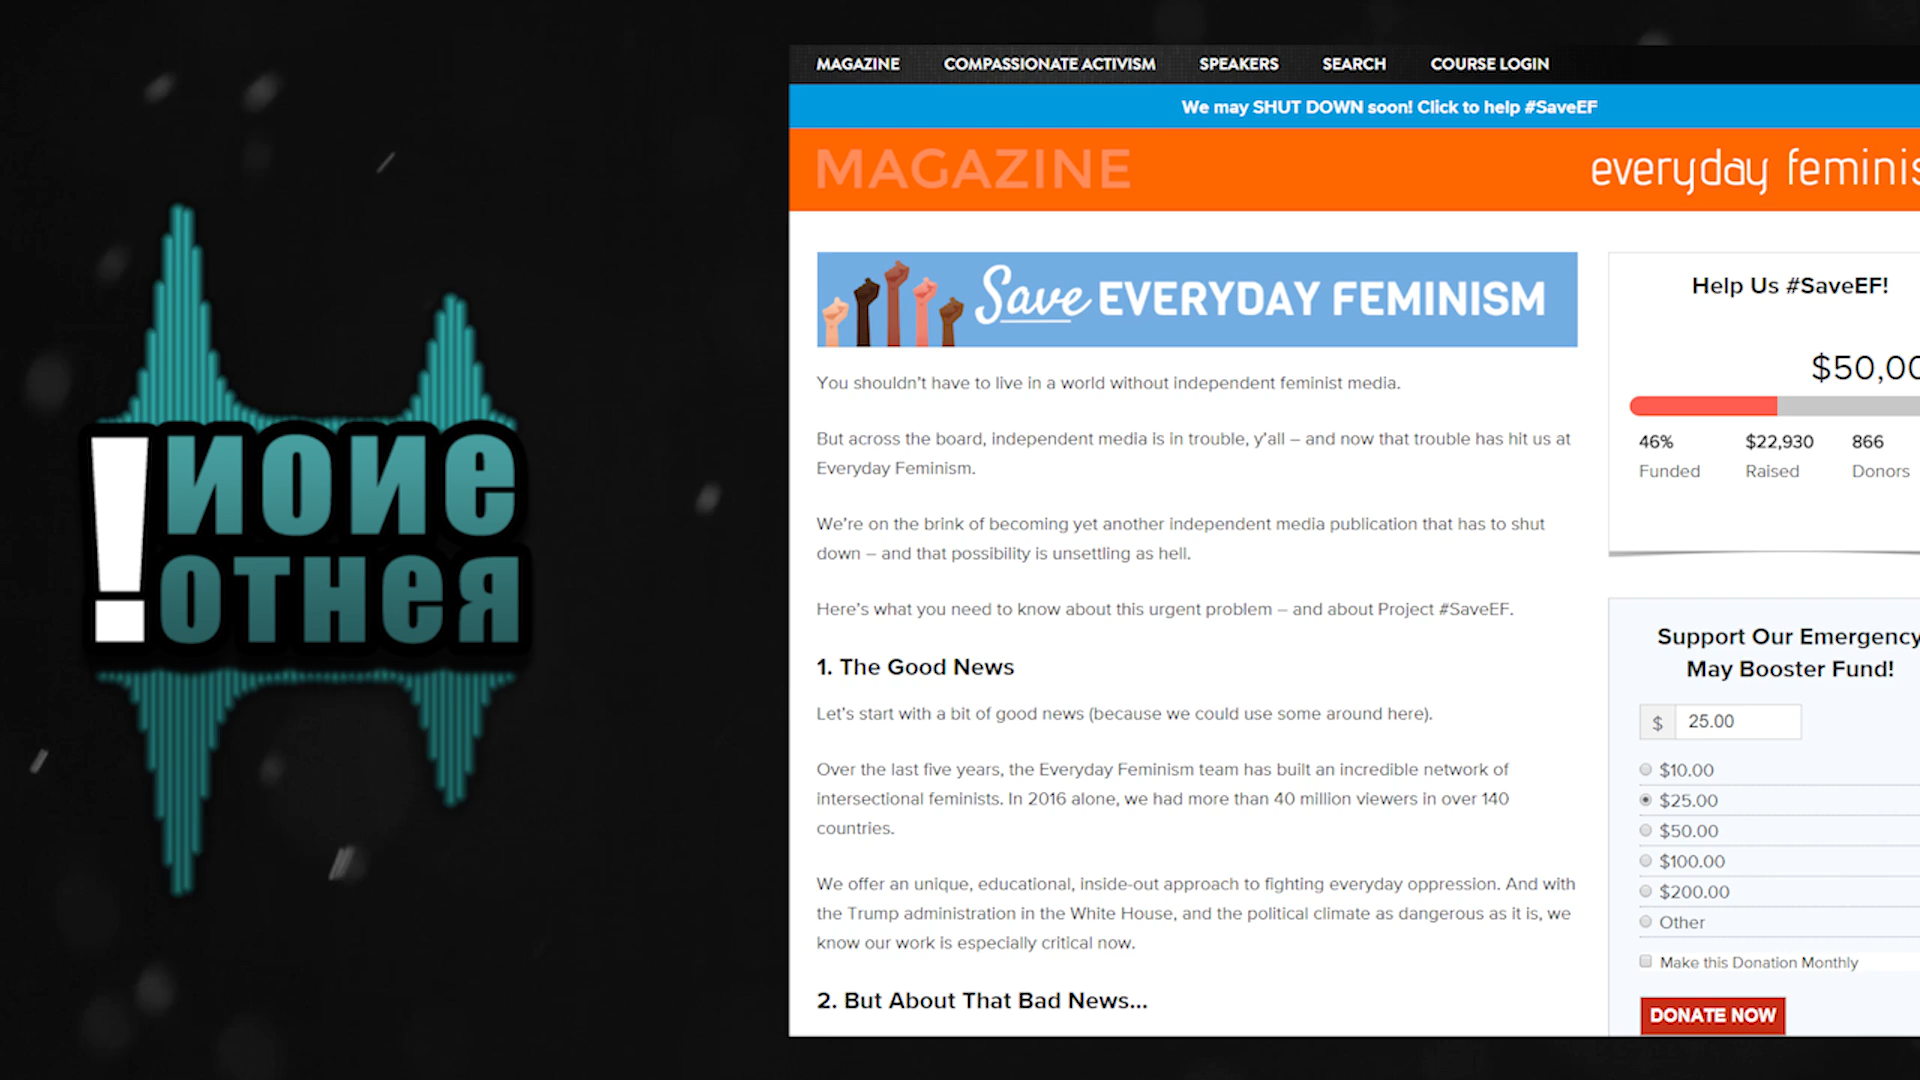 !ИОИe
OTHEЯ
MAGAZINE COMPASSIONATE ACTIVISM SPEAKERS SEARCH COURSE LOGIN
We may SHUT DOWN soon! Click to help #SaveEF
MAGAZINE
everyday feminis
Save EVERYDAY FEMINISM
You shouldn’t have to live in a world without independent feminist media.
But across the board, independent media is in trouble, y’all – and now that trouble has hit us at
Everyday Feminism.
We’re on the brink of becoming yet another independent media publication that has to shut
down – and that possibility is unsettling as hell.
Here’s what you need to know about this urgent problem – and about Project #SaveEF.
1. The Good News
Let’s start with a bit of good news (because we could use some around here).
Over the last five years, the Everyday Feminism team has built an incredible network of
intersectional feminists. In 2016 alone, we had more than 40 million viewers in over 140
countries.
We offer an unique, educational, inside-out approach to fighting everyday oppression. And with
the Trump administration in the White House, and the political climate as dangerous as it is, we
know our work is especially critical now.
2. But About That Bad News...
Help Us #SaveEF!
$50,00
46% $22,930 866
Funded Raised Donors
Support Our Emergency
May Booster Fund!
$ 25.00
$10.00
$25.00
$50.00
$100.00
$200.00
Other
Make this Donation Monthly
DONATE NOW